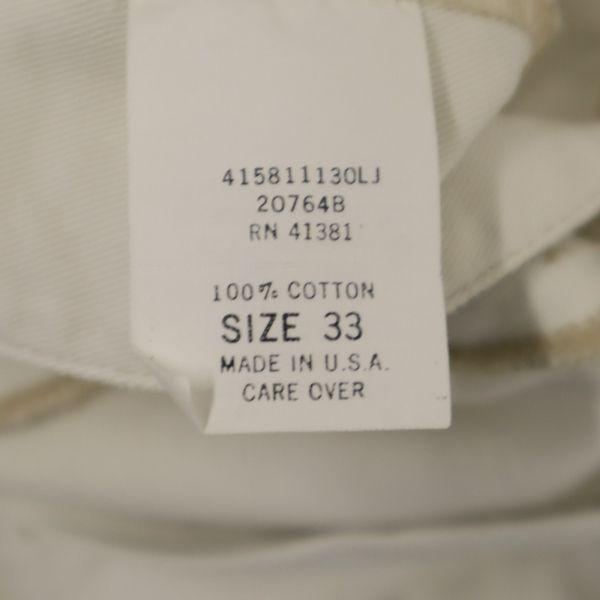 415811130LJ
20764B
RN 41381
100% COTTON
SIZE 33
MADE IN U.S.A.
CARE OVER